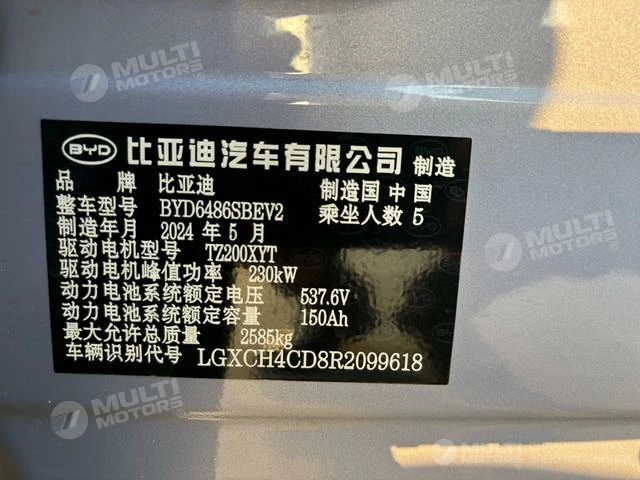 MULTI MOTORS
MULTI MOTORS
BYD 比亚迪汽车有限公司 制造
品牌 比亚迪 制造国 中国
整车型号 BYD6486SBEV2 乘坐人数 5
制造年月 2024 年 5 月
驱动电机型号 TZ200XYT
驱动电机峰值功率 230kW
动力电池系统额定电压 537.6V
动力电池系统额定容量 150Ah
最大允许总质量 2585kg
车辆识别代号 LGXCH4CD8R2099618
MULTI MOTORS
MULTI MOTORS